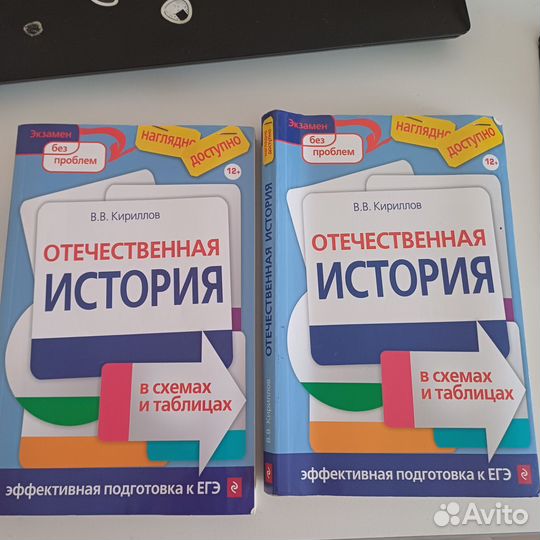 Экзамен
без
проблем
НАГЛЯДНО
ДОСТУПНО
12+
В.В. Кириллов
ОТЕЧЕСТВЕННАЯ
ИСТОРИЯ
в схемах
и таблицах
эффективная подготовка к ЕГЭ
В.В. Кириллов
ОТЕЧЕСТВЕННАЯ ИСТОРИЯ
Экзамен
без
проблем
НАГЛЯДНО
ДОСТУПНО
12+
В.В. Кириллов
ОТЕЧЕСТВЕННАЯ
ИСТОРИЯ
в схемах
и таблицах
эффективная подготовка к ЕГЭ
Avito